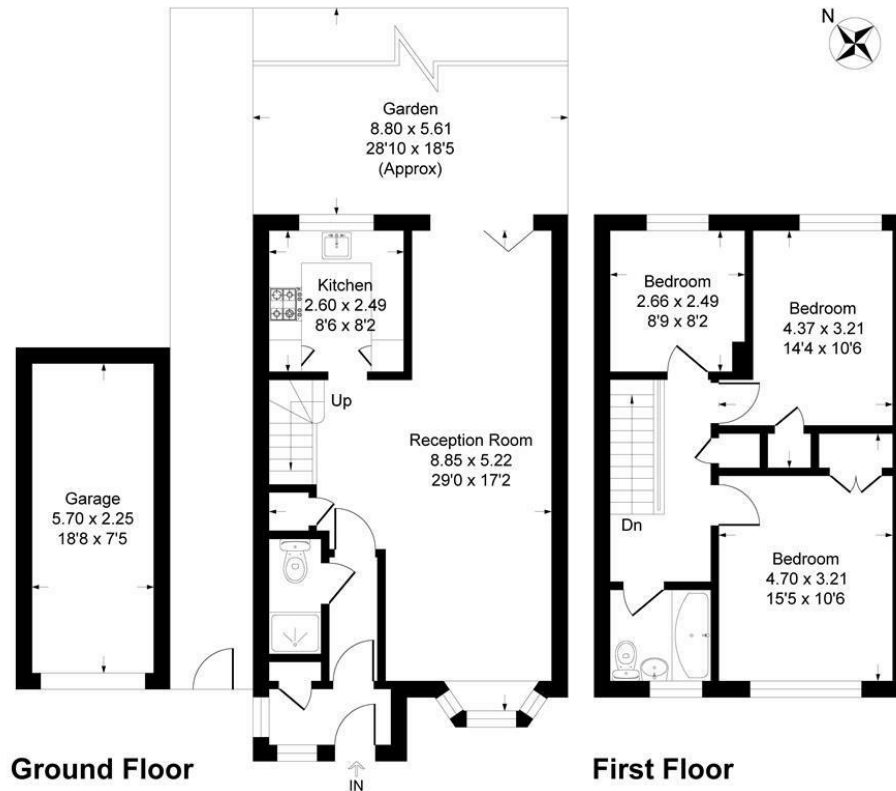 N
Garden
8.80 x 5.61
28'10 x 18'5
(Approx)
Kitchen
2.60 x 2.49
8'6 x 8'2
Bedroom
2.66 x 2.49
8'9 x 8'2
Bedroom
4.37 x 3.21
14'4 x 10'6
Up
Reception Room
8.85 x 5.22
29'0 x 17'2
Garage
5.70 x 2.25
18'8 x 7'5
Dn
Bedroom
4.70 x 3.21
15'5 x 10'6
Ground Floor
IN
First Floor